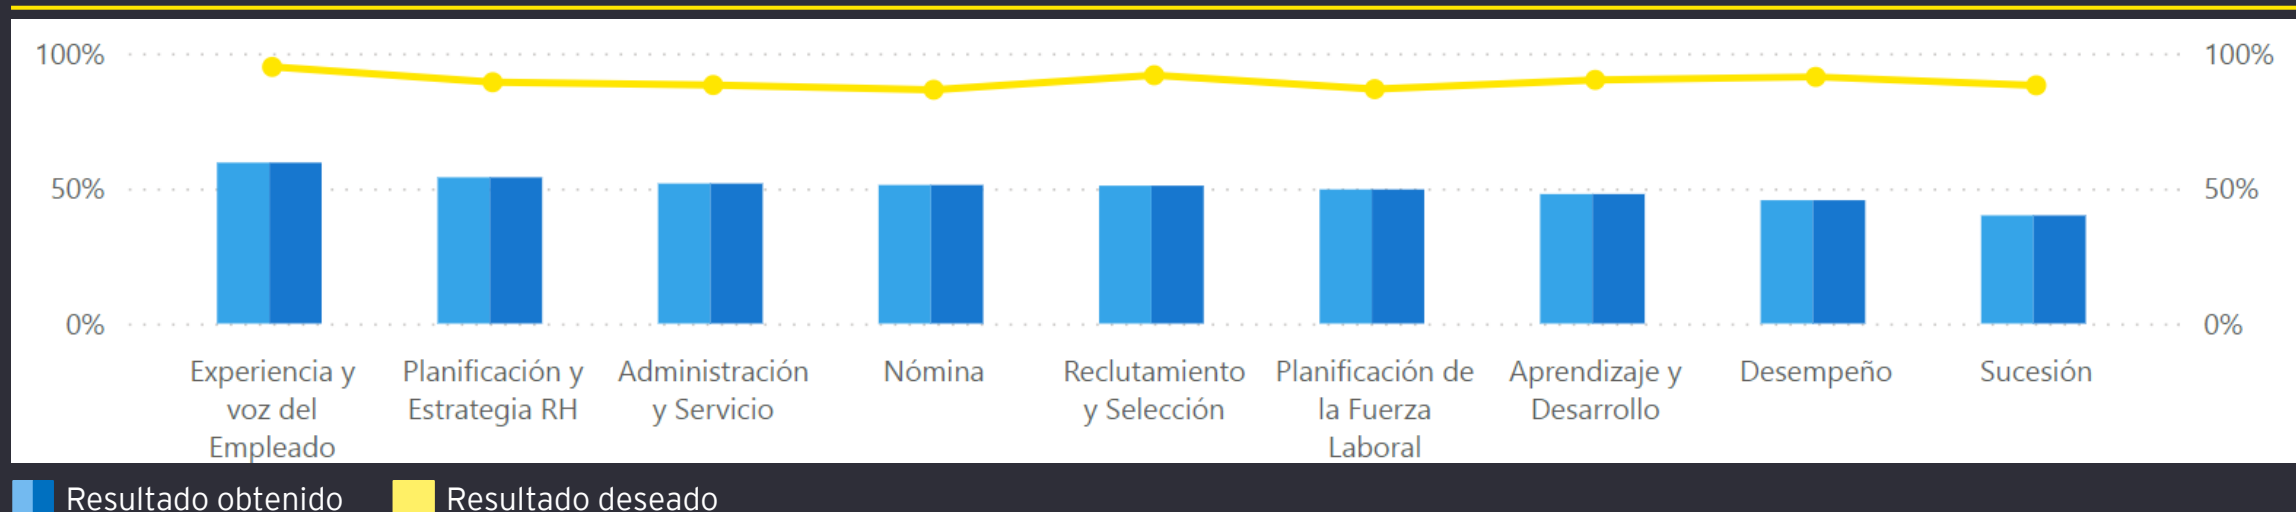 100%
100%
50%
50%
0%
0%
Experiencia y
voz del
Empleado
Planificación y
Estrategia RH
Administración
y Servicio
Nómina
Reclutamiento
y Selección
Planificación de
la Fuerza
Laboral
Aprendizaje y
Desarrollo
Desempeño
Sucesión
Resultado obtenido
Resultado deseado